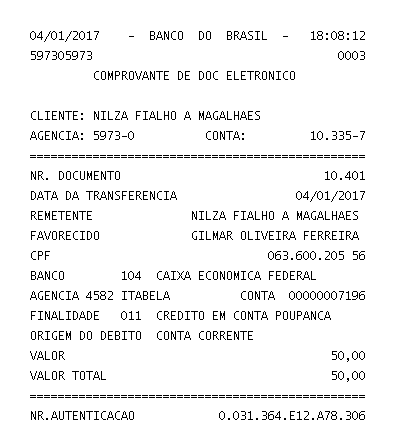 04/01/2017 - BANCO DO BRASIL - 18:08:12
597305973 0003
COMPROVANTE DE DOC ELETRONICO
CLIENTE: NILZA FIALHO A MAGALHAES
AGENCIA: 5973-0 CONTA: 10.335-7
================================================
NR. DOCUMENTO 10.401
DATA DA TRANSFERENCIA 04/01/2017
REMETENTE NILZA FIALHO A MAGALHAES
FAVORECIDO GILMAR OLIVEIRA FERREIRA
CPF 063.600.205 56
BANCO 104 CAIXA ECONOMICA FEDERAL
AGENCIA 4582 ITABELA CONTA 00000007196
FINALIDADE 011 CREDITO EM CONTA POUPANCA
ORIGEM DO DEBITO CONTA CORRENTE
VALOR 50,00
VALOR TOTAL 50,00
================================================
NR.AUTENTICACAO 0.031.364.E12.A78.306